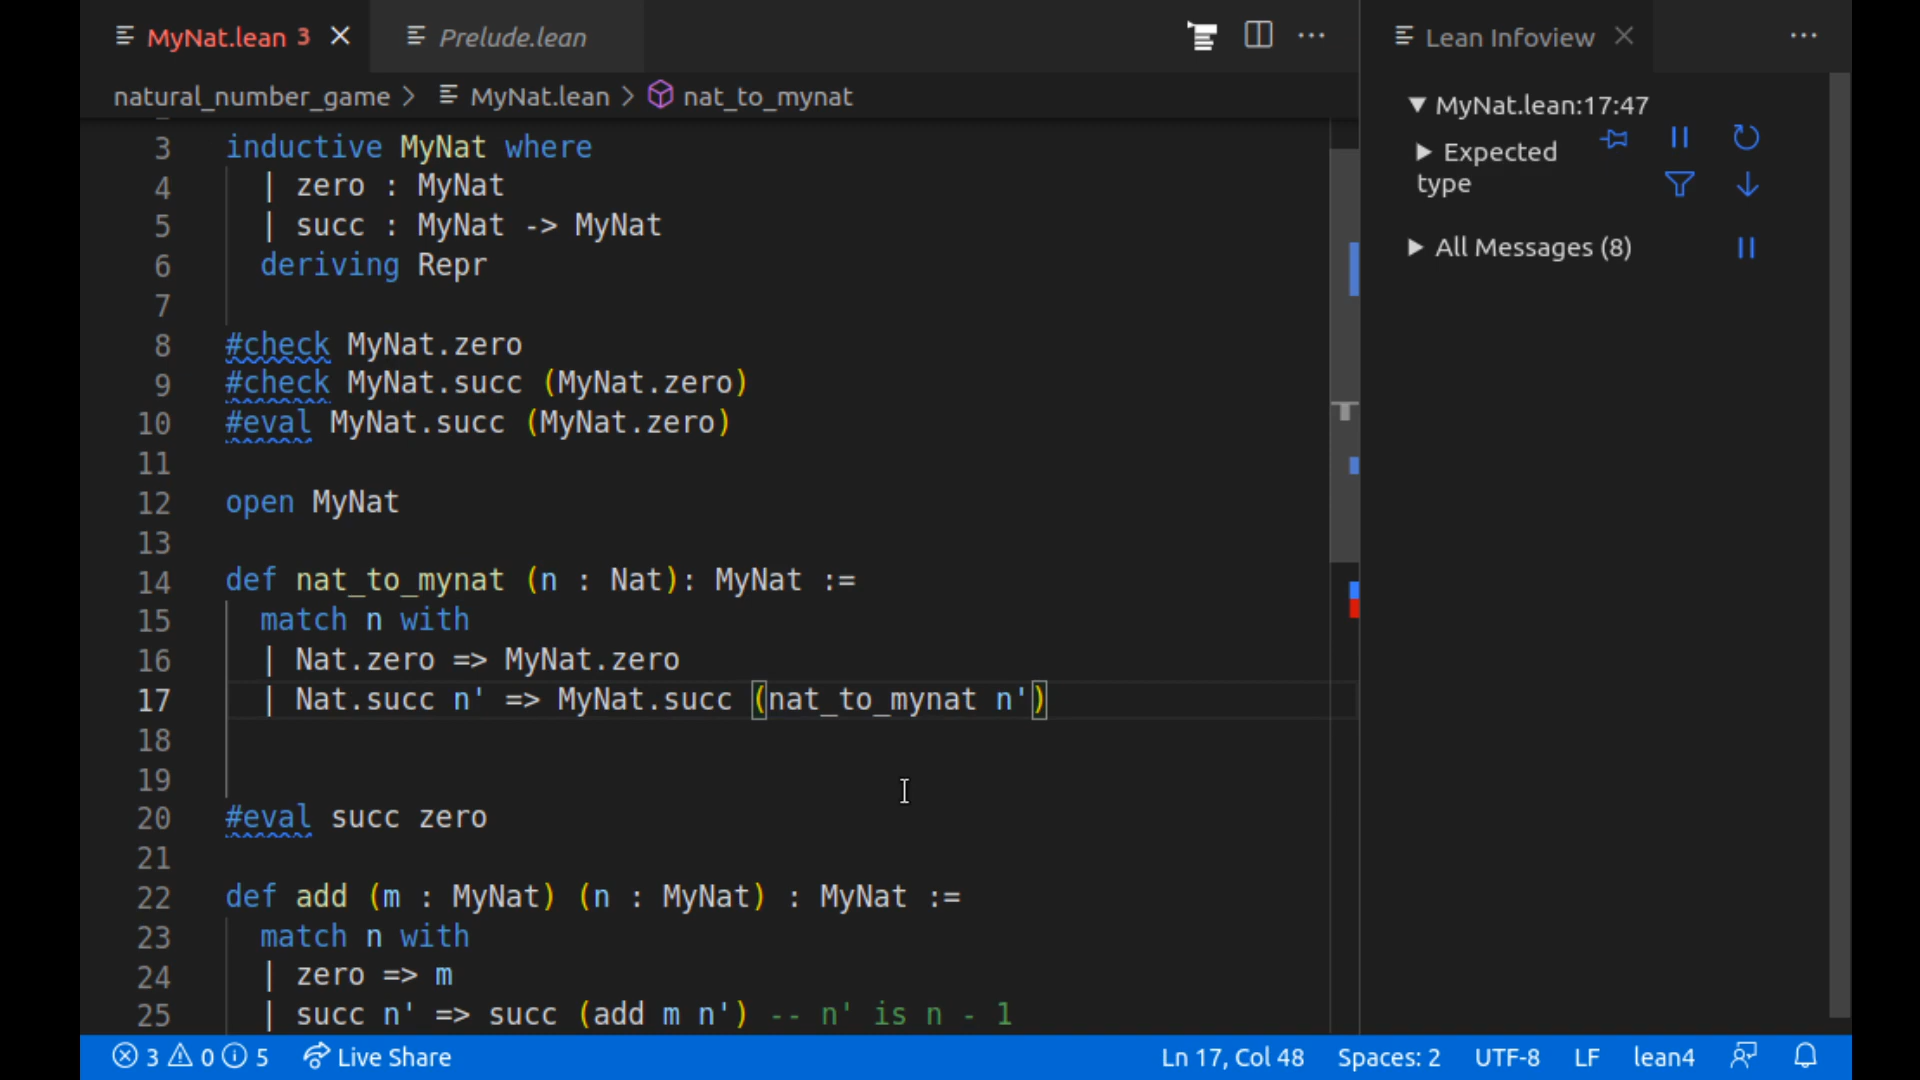 MyNat.lean 3
Prelude.lean
natural_number_game > MyNat.lean > nat_to_mynat
3 inductive MyNat where
4 | zero : MyNat
5 | succ : MyNat -> MyNat
6 deriving Repr
7
8 #check MyNat.zero
9 #check MyNat.succ (MyNat.zero)
10 #eval MyNat.succ (MyNat.zero)
11
12 open MyNat
13
14 def nat_to_mynat (n : Nat): MyNat :=
15 match n with
16 | Nat.zero => MyNat.zero
17 | Nat.succ n' => MyNat.succ (nat_to_mynat n')
18
19
20 #eval succ zero
21
22 def add (m : MyNat) (n : MyNat) : MyNat :=
23 match n with
24 | zero => m
25 | succ n' => succ (add m n') -- n' is n - 1
Lean Infoview
MyNat.lean:17:47
Expected
type
All Messages (8)
3 0 5 Live Share
Ln 17, Col 48 Spaces: 2 UTF-8 LF lean4